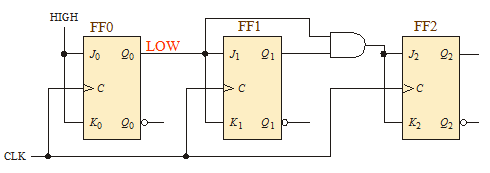 HIGH
FF0 FF1 FF2
LOW
J0 Q0 J1 Q1 J2 Q2
C C C
K0 Q0 K1 Q1 K2 Q2
CLK